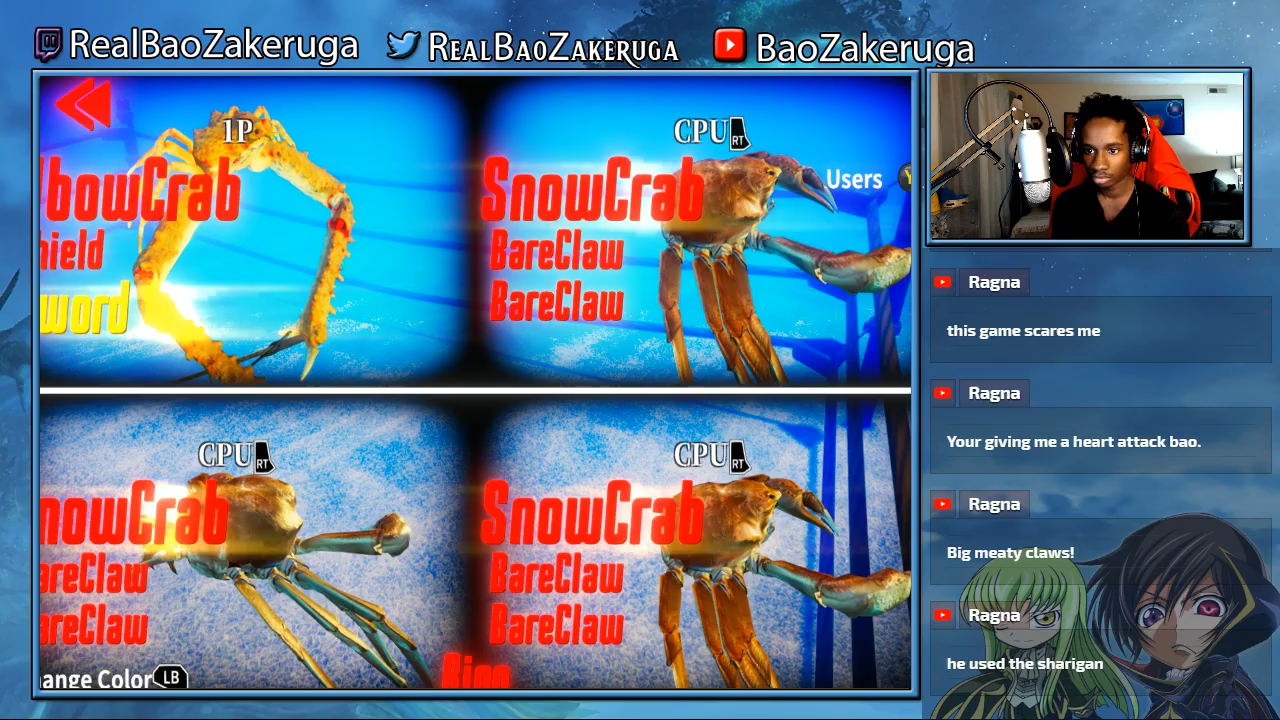 RealBaoZakeruga
RealBaoZakeruga
BaoZakeruga
1P
lbowCrab
hield
word
CPU RT
SnowCrab
BareClaw
BareClaw
Users Y
CPU RT
nowCrab
areClaw
areClaw
ange Color LB
CPU RT
SnowCrab
BareClaw
BareClaw
Ragna
this game scares me
Ragna
Your giving me a heart attack bao.
Ragna
Big meaty claws!
Ragna
he used the sharigan